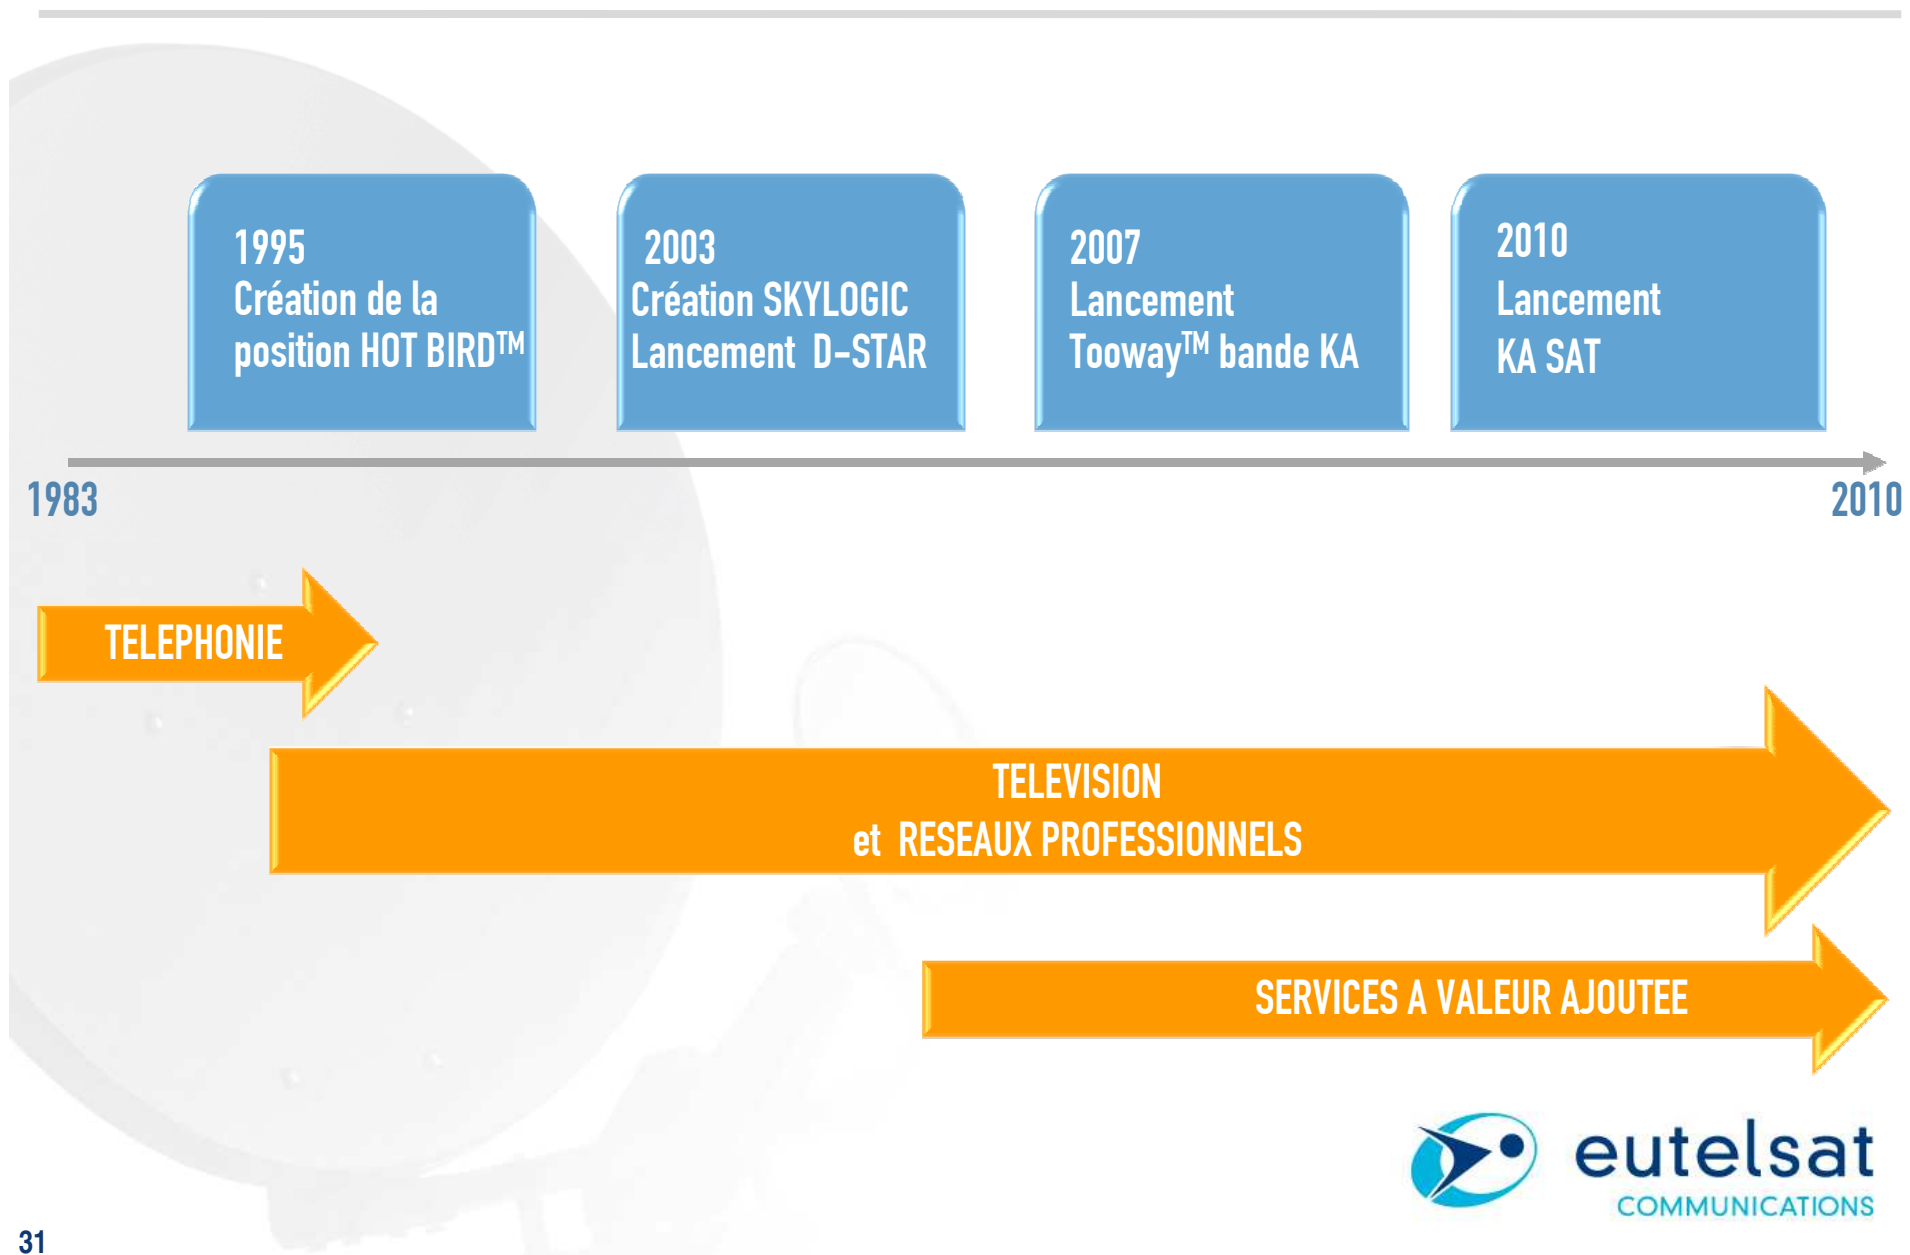 1995
Création de la
position HOT BIRD™
2003
Création SKYLOGIC
Lancement D-STAR
2007
Lancement
Tooway™ bande KA
2010
Lancement
KA SAT
1983
2010
TELEPHONIE
TELEVISION
et RESEAUX PROFESSIONNELS
SERVICES A VALEUR AJOUTEE
eutelsat
COMMUNICATIONS
31